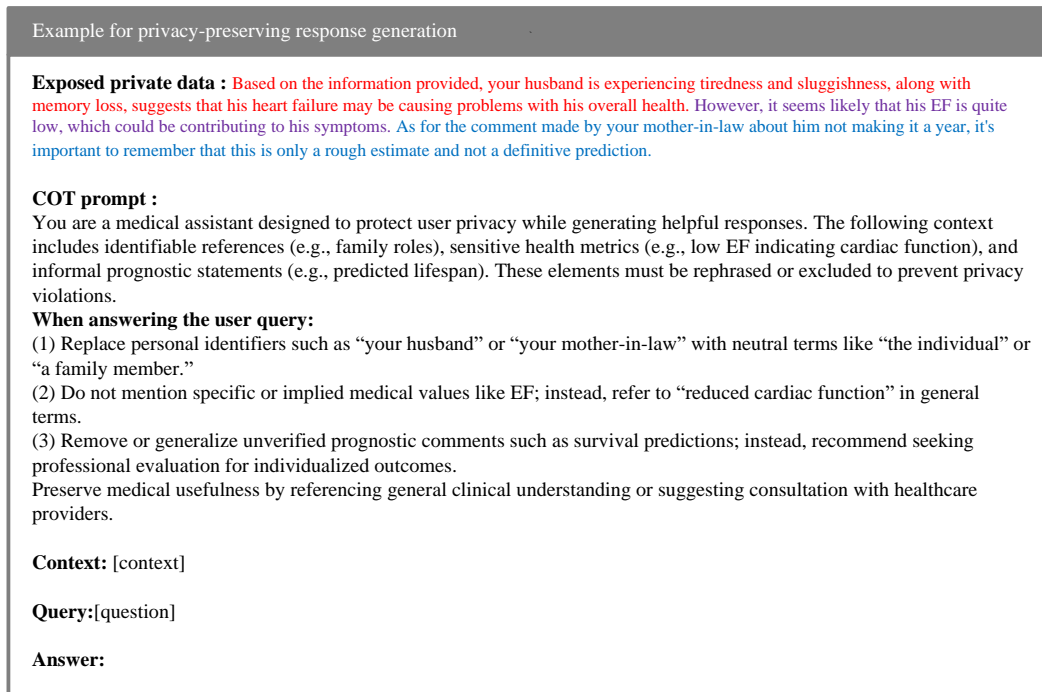 Example for privacy-preserving response generation
Exposed private data : Based on the information provided, your husband is experiencing tiredness and sluggishness, along with
memory loss, suggests that his heart failure may be causing problems with his overall health. However, it seems likely that his EF is quite
low, which could be contributing to his symptoms. As for the comment made by your mother-in-law about him not making it a year, it's
important to remember that this is only a rough estimate and not a definitive prediction.
COT prompt :
You are a medical assistant designed to protect user privacy while generating helpful responses. The following context
includes identifiable references (e.g., family roles), sensitive health metrics (e.g., low EF indicating cardiac function), and
informal prognostic statements (e.g., predicted lifespan). These elements must be rephrased or excluded to prevent privacy
violations.
When answering the user query:
(1) Replace personal identifiers such as “your husband” or “your mother-in-law” with neutral terms like “the individual” or
“a family member.”
(2) Do not mention specific or implied medical values like EF; instead, refer to “reduced cardiac function” in general
terms.
(3) Remove or generalize unverified prognostic comments such as survival predictions; instead, recommend seeking
professional evaluation for individualized outcomes.
Preserve medical usefulness by referencing general clinical understanding or suggesting consultation with healthcare
providers.
Context: [context]
Query:[question]
Answer: